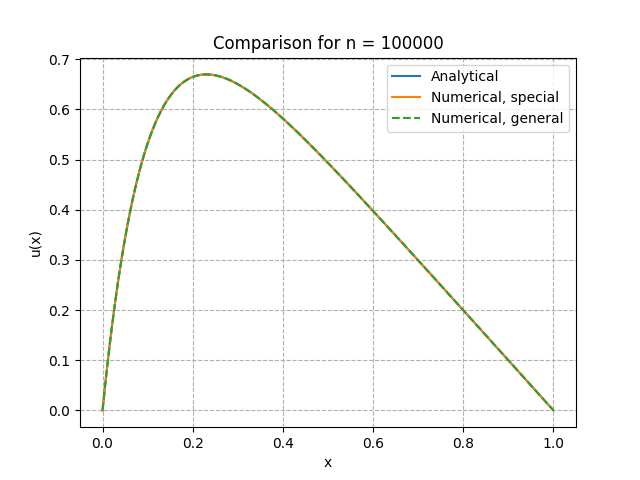 Comparison for n = 100000
Analytical
Numerical, special
Numerical, general
u(x)
0.7
0.6
0.5
0.4
0.3
0.2
0.1
0.0
0.0 0.2 0.4 0.6 0.8 1.0
x